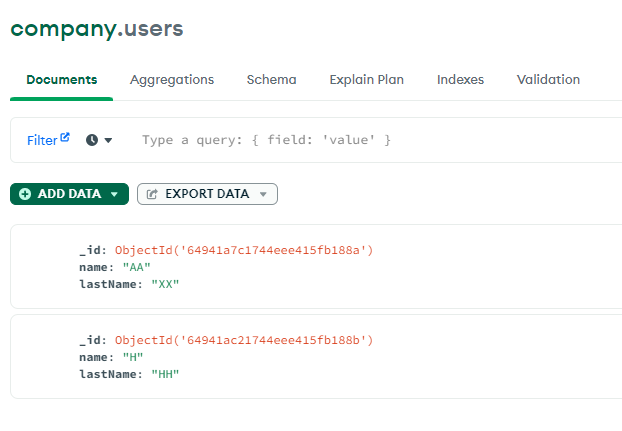 company.users
Documents Aggregations Schema Explain Plan Indexes Validation
Filter Type a query: { field: 'value' }
ADD DATA EXPORT DATA
_id: ObjectId('64941a7c1744eee415fb188a')
name: "AA"
lastName: "XX"
_id: ObjectId('64941ac21744eee415fb188b')
name: "H"
lastName: "HH"